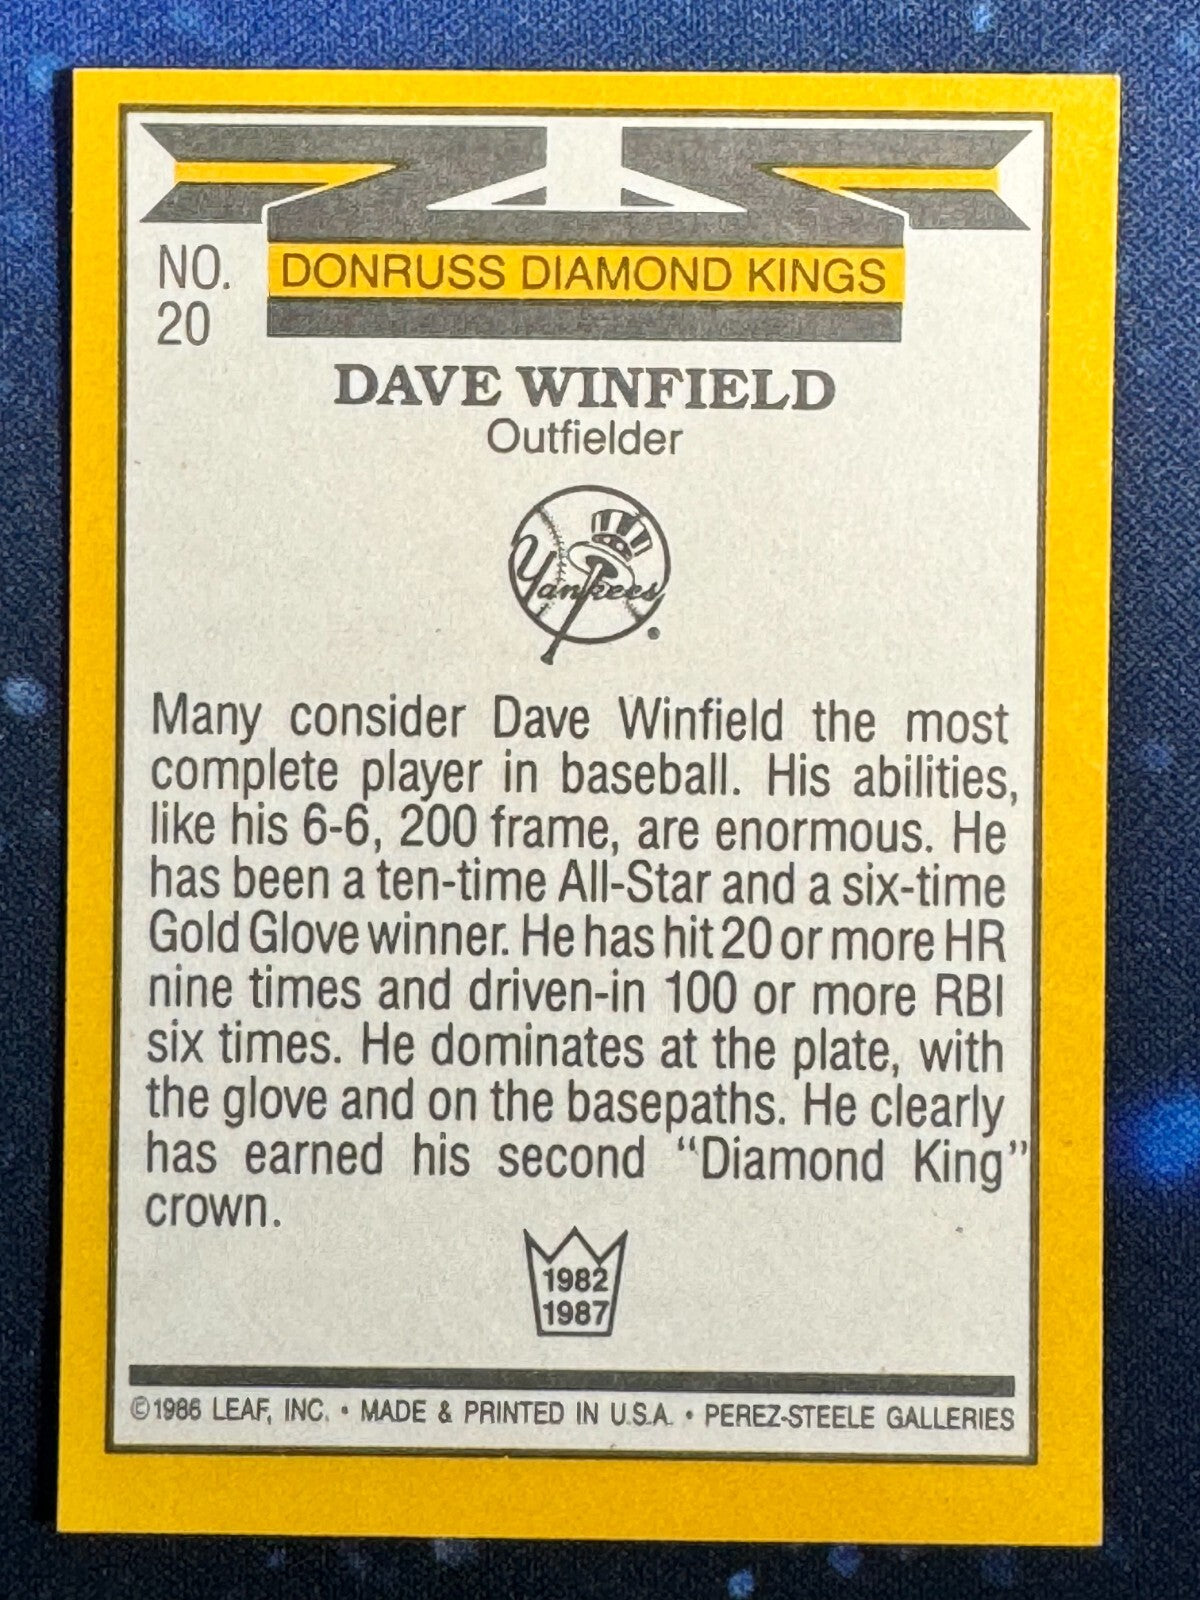 NO.
20
DONRUSS DIAMOND KINGS
DAVE WINFIELD
Outfielder
Yankees
Many consider Dave Winfield the most
complete player in baseball. His abilities,
like his 6-6, 200 frame, are enormous. He
has been a ten-time All-Star and a six-time
Gold Glove winner. He has hit 20 or more HR
nine times and driven-in 100 or more RBI
six times. He dominates at the plate, with
the glove and on the basepaths. He clearly
has earned his second “Diamond King”
crown.
1982
1987
©1986 LEAF, INC. • MADE & PRINTED IN U.S.A. • PEREZ-STEELE GALLERIES